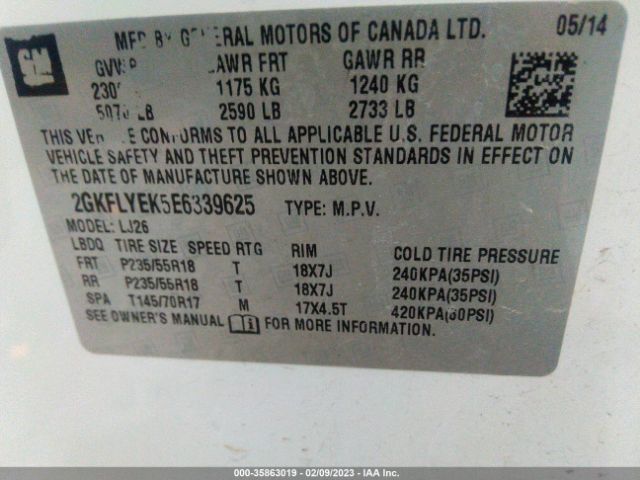 GM
MFD BY GENERAL MOTORS OF CANADA LTD.
05/14
GAWR FRT GAWR RR
1175 KG 1240 KG
LB 2590 LB 2733 LB
THIS VEHICLE CONFORMS TO ALL APPLICABLE U.S. FEDERAL MOTOR
VEHICLE SAFETY AND THEFT PREVENTION STANDARDS IN EFFECT ON
THE DATE OF MANUFACTURE SHOWN ABOVE.
2GKFLYEK5E6339625 TYPE: M.P.V.
MODEL: LJ26
LBDQ TIRE SIZE SPEED RTG RIM COLD TIRE PRESSURE
FRT P235/55R18 T 18X7J 240KPA(35PSI)
RR P235/55R18 T 18X7J 240KPA(35PSI)
SPA T145/70R17 M 17X4.5T 420KPA(60PSI)
SEE OWNER'S MANUAL FOR MORE INFORMATION.
000-35863019 - 02/09/2023 - IAA Inc.